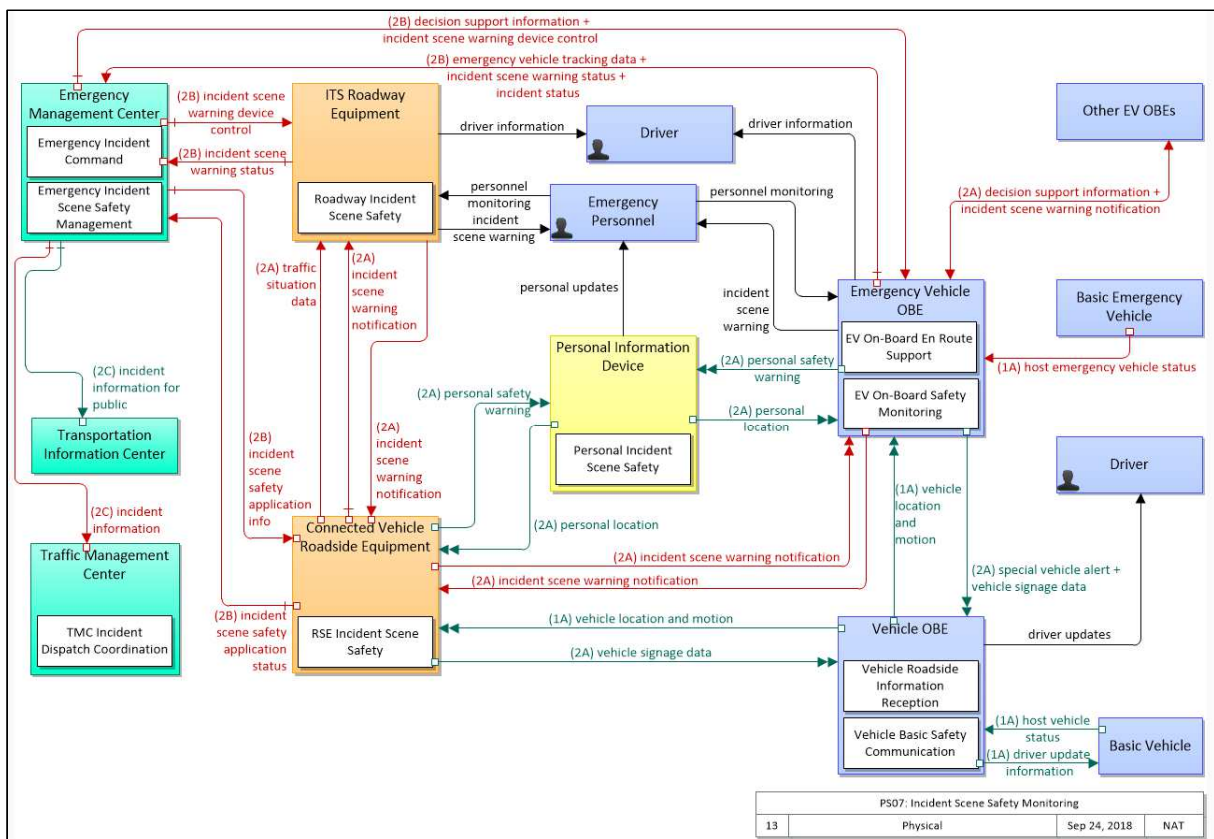 (2B) decision support information +
incident scene warning device control
(2B) emergency vehicle tracking data +
incident scene warning status +
incident status
Emergency
Management Center
Emergency Incident
Command
Emergency Incident
Scene Safety
Management
(2B) incident scene
warning device
control
(2B) incident scene
warning status
ITS Roadway
Equipment
Roadway Incident
Scene Safety
driver information
Driver
driver information
Other EV OBEs
personnel
monitoring
incident
scene warning
Emergency
Personnel
personnel monitoring
(2A) decision support information +
incident scene warning notification
(2A) traffic
situation
data
(2A)
incident
scene
warning
notification
personal updates
incident
scene
warning
Emergency Vehicle
OBE
EV On-Board En Route
Support
EV On-Board Safety
Monitoring
Basic Emergency
Vehicle
(1A) host emergency vehicle status
Personal Information
Device
Personal Incident
Scene Safety
(2A) personal safety
warning
(2A) personal
location
(2C) incident
information for
public
(2A) personal safety
warning
Transportation
Information Center
(2B)
incident
scene
safety
application
info
(2A)
incident
scene
warning
notification
Driver
(1A) vehicle
location
and
motion
(2C) incident
information
Connected Vehicle
Roadside Equipment
RSE Incident Scene
Safety
(2A) personal location
Traffic Management
Center
TMC Incident
Dispatch Coordination
(2A) incident scene warning notification
(2A) incident scene warning notification
(2A) special vehicle alert +
vehicle signage data
(2B) incident
scene safety
application
status
(1A) vehicle location and motion
(2A) vehicle signage data
Vehicle OBE
Vehicle Roadside
Information
Reception
Vehicle Basic Safety
Communication
driver updates
(1A) host vehicle
status
(1A) driver update
information
Basic Vehicle
PS07: Incident Scene Safety Monitoring
13 Physical Sep 24, 2018 NAT